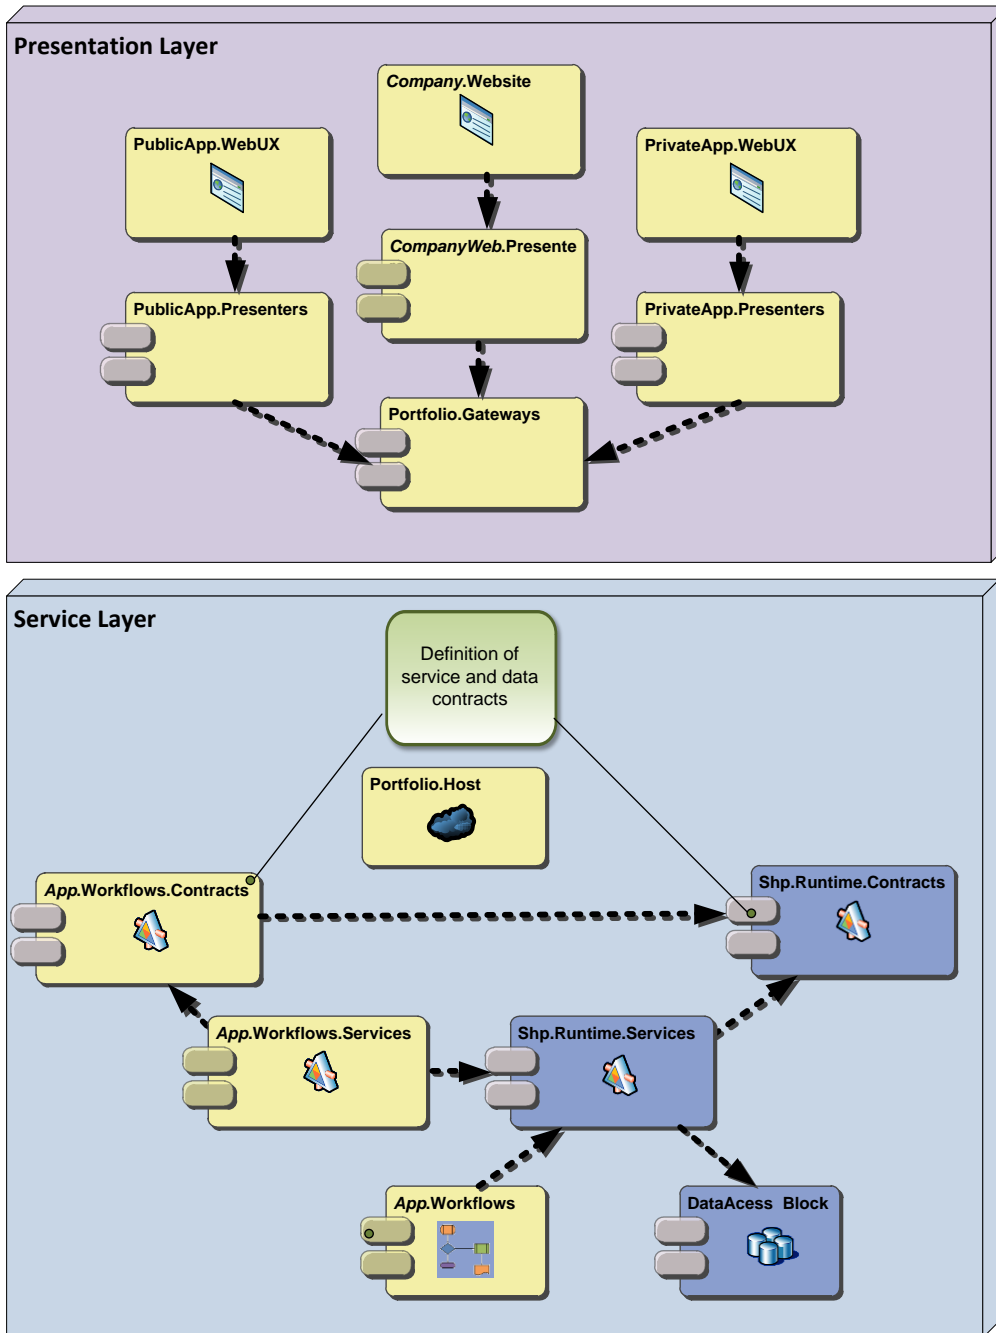 Presentation Layer
Company.Website
PublicApp.WebUX
PrivateApp.WebUX
CompanyWeb.Presente
PublicApp.Presenters
PrivateApp.Presenters
Portfolio.Gateways
Service Layer
Definition of
service and data
contracts
Portfolio.Host
App.Workflows.Contracts
Shp.Runtime.Contracts
App.Workflows.Services
Shp.Runtime.Services
App.Workflows
DataAcess Block